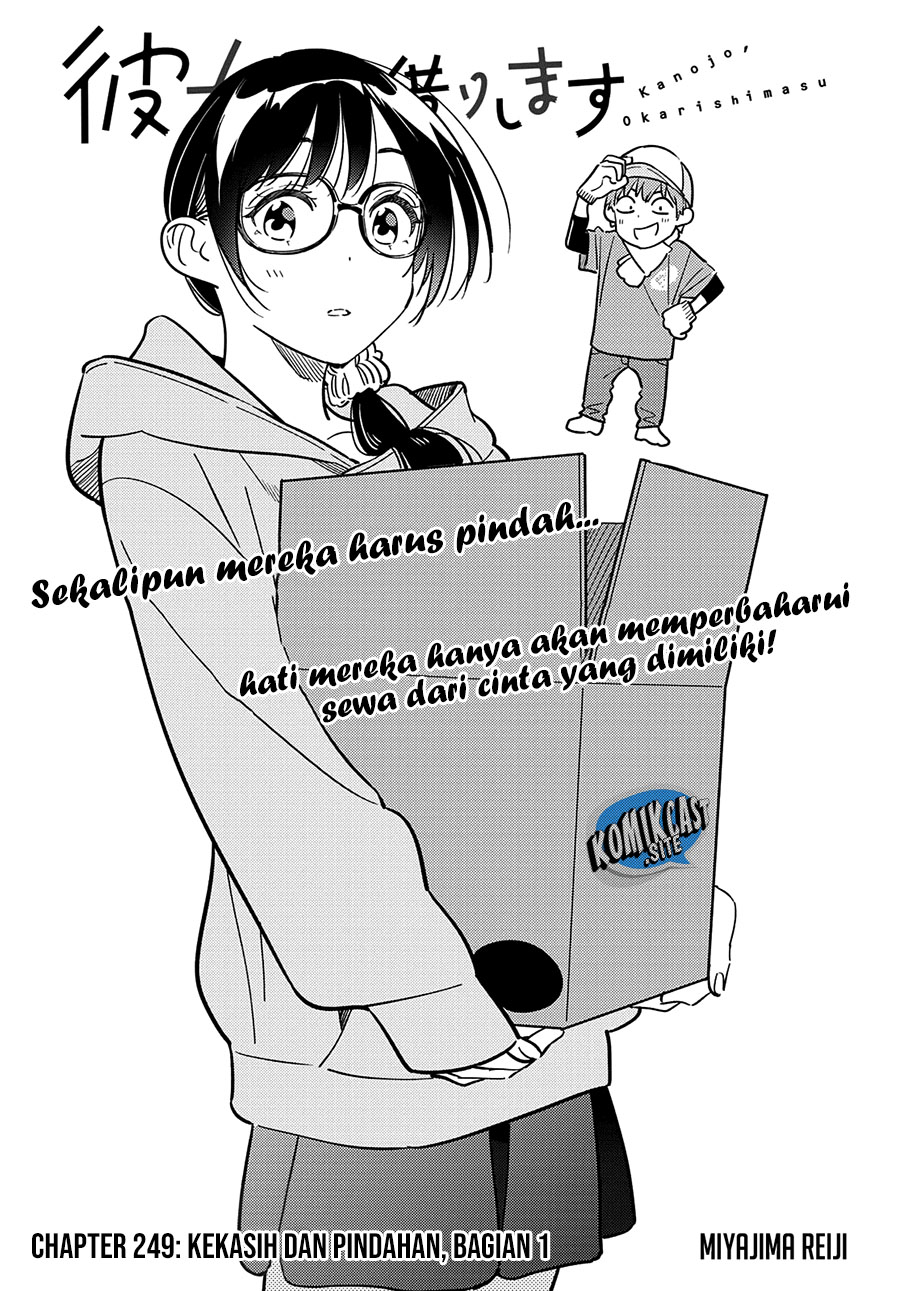 彼女、お借りします
Kanojo,
Okarishimasu
Sekalipun mereka harus pindah...
hati mereka hanya akan memperbaharui
sewa dari cinta yang dimiliki!
KOMIKCAST
.SITE
CHAPTER 249: KEKASIH DAN PINDAHAN, BAGIAN 1
MIYAJIMA REIJI